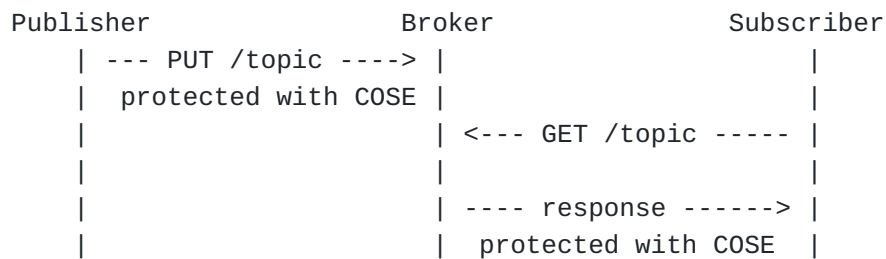 Publisher Broker Subscriber
| --- PUT /topic ----> | |
| protected with COSE | |
| | <--- GET /topic ----- |
| | |
| | ---- response ------> |
| | protected with COSE |